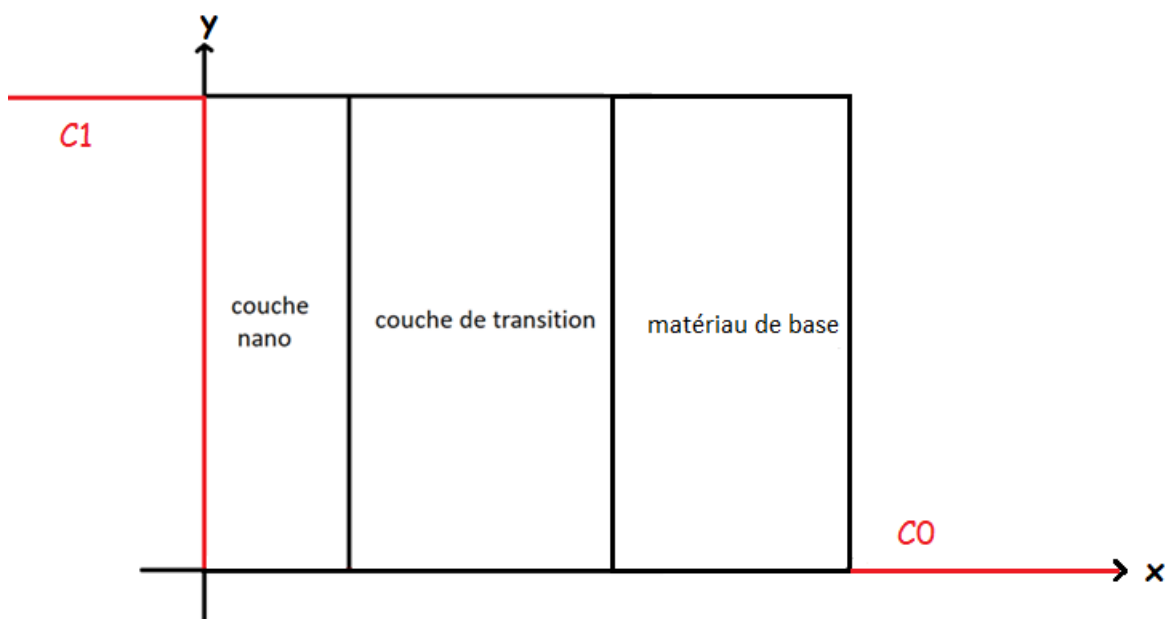 y
C1
couche
nano
couche de transition
matériau de base
C0
x